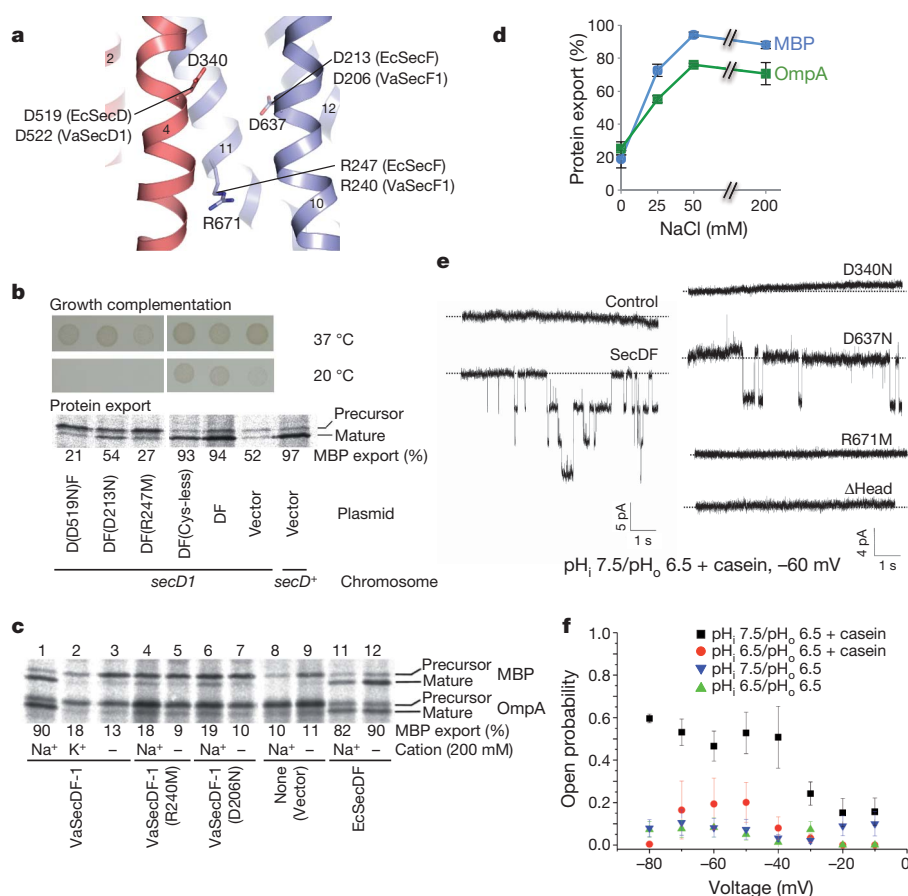 a
2
D340
D519 (EcSecD)
D522 (VaSecD1)
4
11
D213 (EcSecF)
D206 (VaSecF1)
D637
12
R247 (EcSecF)
R240 (VaSecF1)
R671
10
b
Growth complementation
37 °C
20 °C
Protein export
Precursor
Mature
21 54 27 93 94 52 97 MBP export (%)
D(D519N)F
DF(D213N)
DF(R247M)
DF(Cys-less)
DF
Vector
Vector
Plasmid
secD1 secD+ Chromosome
c
1 2 3 4 5 6 7 8 9 11 12
Precursor
Mature
MBP
Precursor
Mature
OmpA
90 18 13 18 9 19 10 10 11 82 90 MBP export (%)
Na+ K+ – Na+ – Na+ – Na+ – Na+ – Cation (200 mM)
VaSecDF-1
VaSecDF-1
(R240M)
VaSecDF-1
(D206N)
None
(Vector)
EcSecDF
d
Protein export (%)
100
80
60
40
20
0
MBP
OmpA
0 25 50 200
NaCl (mM)
e
Control
SecDF
5 pA
1 s
D340N
D637N
R671M
ΔHead
4 pA
1 s
pHi 7.5/pHo 6.5 + casein, –60 mV
f
Open probability
1.0
0.8
0.6
0.4
0.2
0.0
pHi 7.5/pHo 6.5 + casein
pHi 6.5/pHo 6.5 + casein
pHi 7.5/pHo 6.5
pHi 6.5/pHo 6.5
–80 –60 –40 –20 0
Voltage (mV)